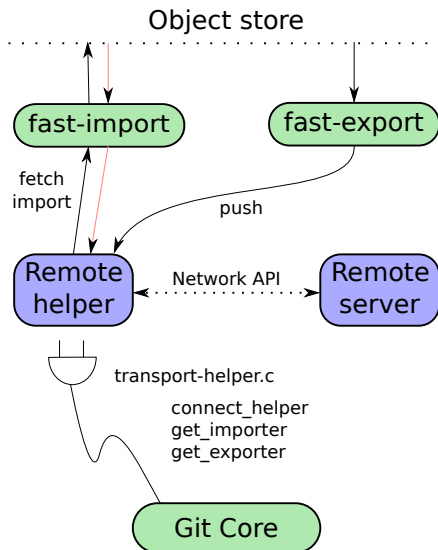 Object store
fast-import
fast-export
fetch
import
push
Remote
helper
Network API
Remote
server
transport-helper.c
connect_helper
get_importer
get_exporter
Git Core